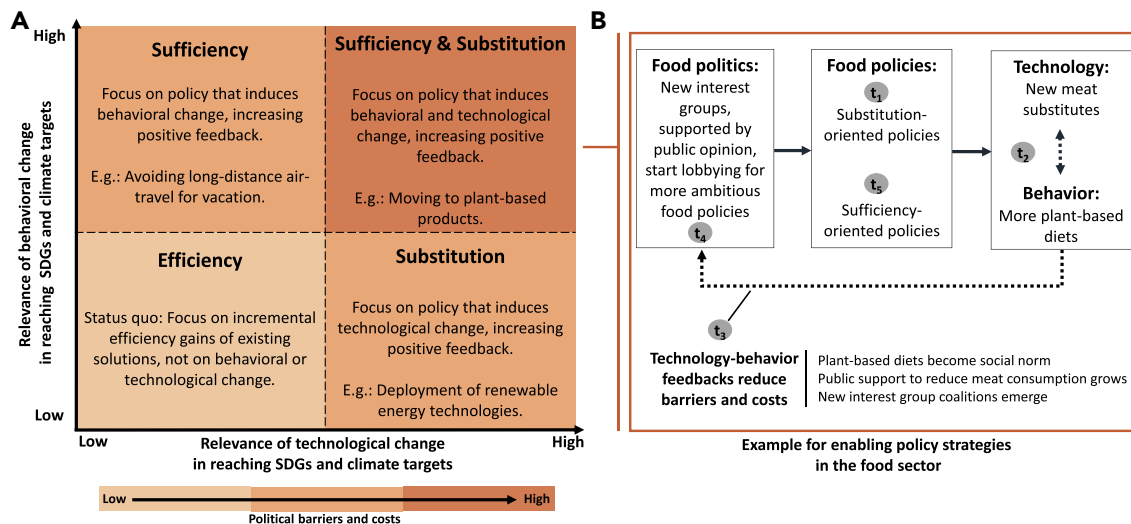 A
High
Relevance of behavioral change
in reaching SDGs and climate targets
Low
Sufficiency
Focus on policy that induces
behavioral change, increasing
positive feedback.
E.g.: Avoiding long-distance air-
travel for vacation.
Sufficiency & Substitution
Focus on policy that induces
behavioral and technological
change, increasing positive
feedback.
E.g.: Moving to plant-based
products.
Efficiency
Status quo: Focus on incremental
efficiency gains of existing
solutions, not on behavioral or
technological change.
Substitution
Focus on policy that induces
technological change, increasing
positive feedback.
E.g.: Deployment of renewable
energy technologies.
Low
Relevance of technological change
in reaching SDGs and climate targets
High
Low
High
Political barriers and costs
B
Food politics:
New interest
groups,
supported by
public opinion,
start lobbying for
more ambitious
food policies
t4
Food policies:
t1
Substitution-
oriented policies
t5
Sufficiency-
oriented policies
Technology:
New meat
substitutes
t2
Behavior:
More plant-based
diets
t3
Technology-behavior
feedbacks reduce
barriers and costs
Plant-based diets become social norm
Public support to reduce meat consumption grows
New interest group coalitions emerge
Example for enabling policy strategies
in the food sector